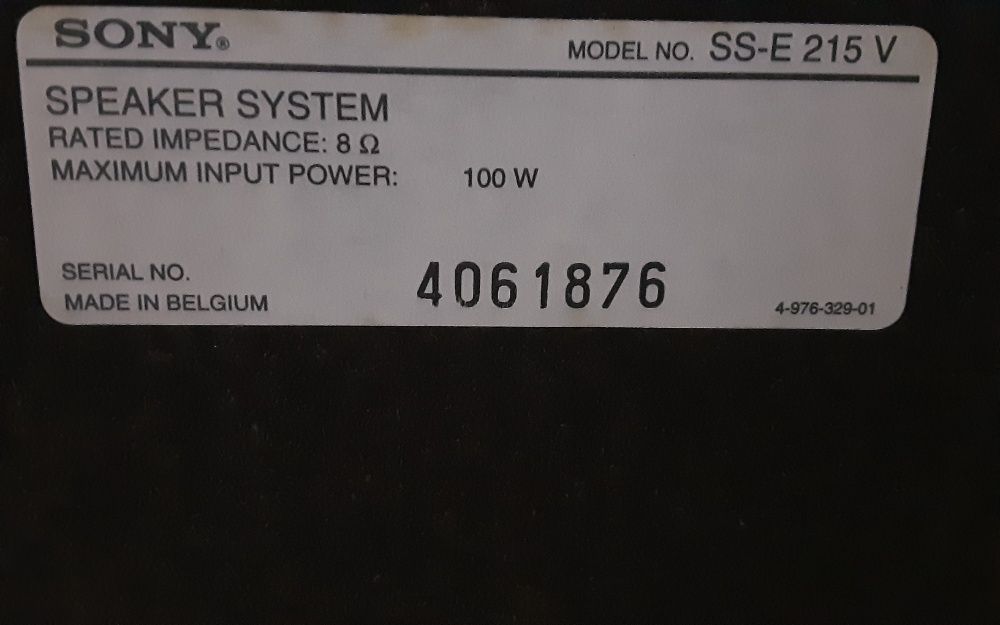 SONY®
MODEL NO. SS-E 215 V
SPEAKER SYSTEM
RATED IMPEDANCE: 8 Ω
MAXIMUM INPUT POWER: 100 W
SERIAL NO.
4061876
MADE IN BELGIUM
4-976-329-01